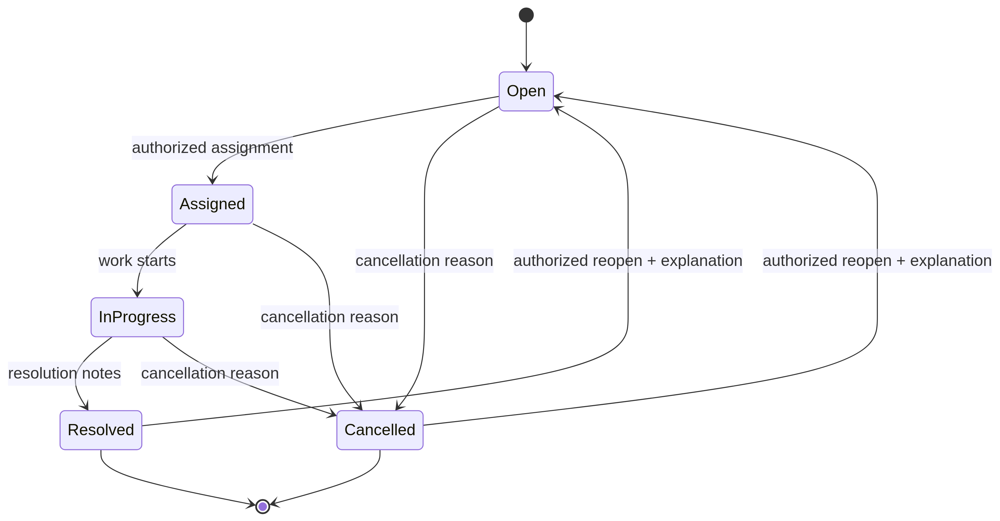 Open
authorized assignment
Assigned
work starts
cancellation reason
authorized reopen + explanation
authorized reopen + explanation
InProgress
cancellation reason
resolution notes
cancellation reason
Resolved
Cancelled